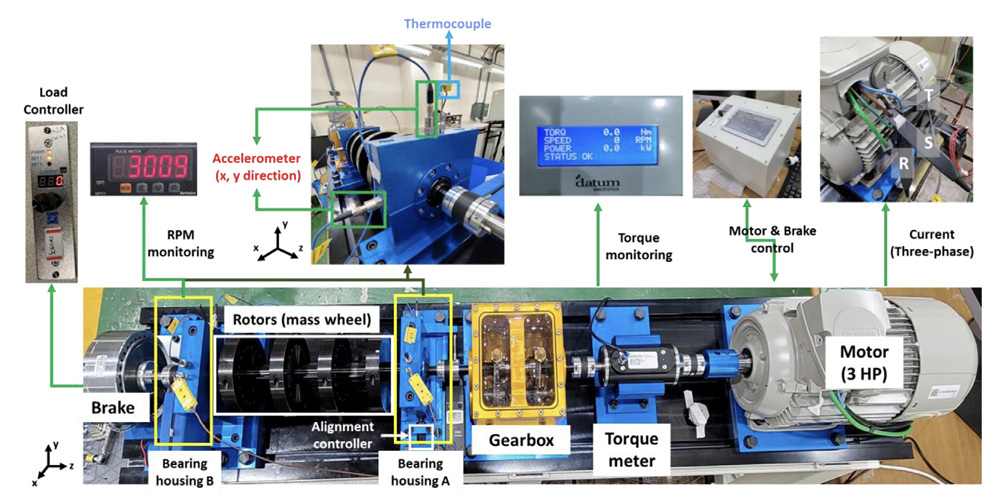 Thermocouple
Load
Controller
3009
PULSE METER
Accelerometer
(x, y direction)
y
x
z
RPM
monitoring
TORQ 0.0 Nm
SPEED 0 RPM
POWER 0.0 kW
STATUS OK
datum
Torque
monitoring
Motor & Brake
control
T
S
R
Current
(Three-phase)
Rotors (mass wheel)
Brake
Alignment
controller
Gearbox
Torque
meter
Motor
(3 HP)
y
x
z
Bearing
housing B
Bearing
housing A